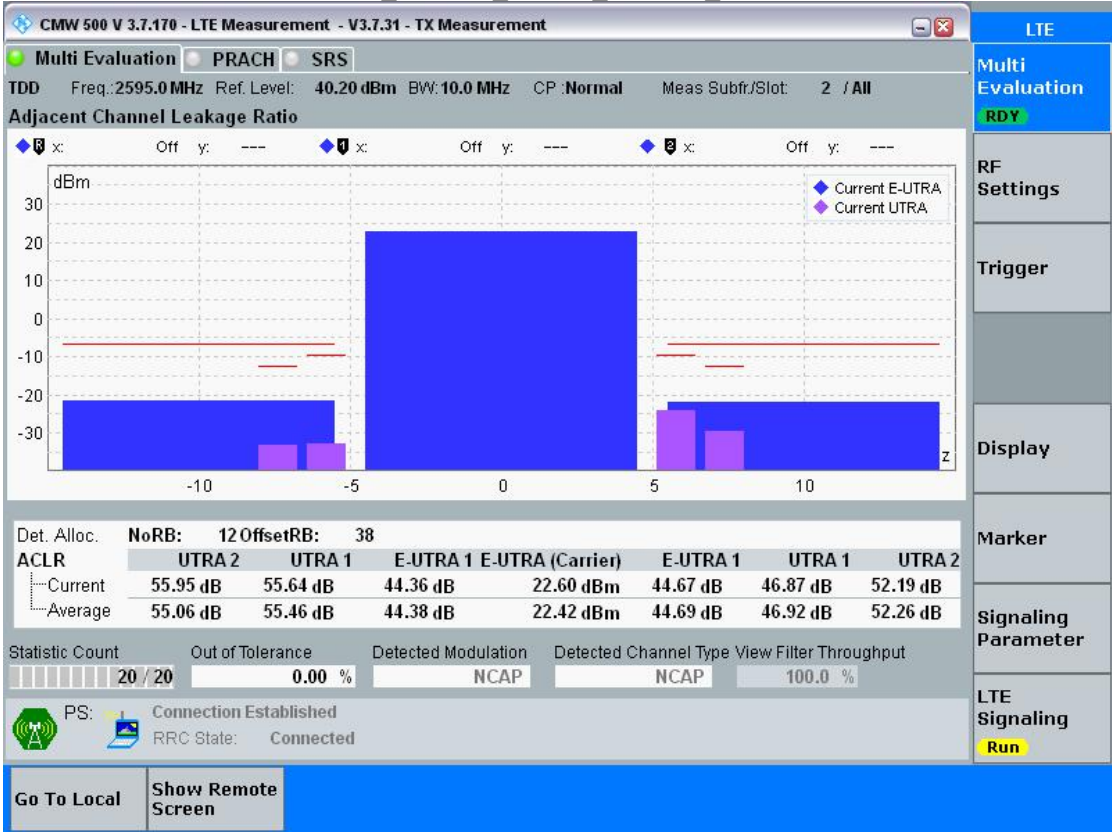 CMW 500 V 3.7.170 - LTE Measurement - V3.7.31 - TX Measurement
LTE
Multi Evaluation PRACH SRS
TDD Freq.:2595.0 MHz Ref. Level: 40.20 dBm BW: 10.0 MHz CP :Normal Meas Subfr./Slot: 2 / All
Adjacent Channel Leakage Ratio
R x: Off y: --- 1 x: Off y: --- 2 x: Off y: ---
dBm
Current E-UTRA
Current UTRA
30
20
10
0
-10
-20
-30
z
-10 -5 0 5 10
Det. Alloc. NoRB: 12 OffsetRB: 38
ACLR UTRA 2 UTRA 1 E-UTRA 1 E-UTRA (Carrier) E-UTRA 1 UTRA 1 UTRA 2
Current 55.95 dB 55.64 dB 44.36 dB 22.60 dBm 44.67 dB 46.87 dB 52.19 dB
Average 55.06 dB 55.46 dB 44.38 dB 22.42 dBm 44.69 dB 46.92 dB 52.26 dB
Statistic Count Out of Tolerance Detected Modulation Detected Channel Type View Filter Throughput
20 / 20 0.00 % NCAP NCAP 100.0 %
PS: Connection Established
RRC State: Connected
Multi
Evaluation
RDY
RF
Settings
Trigger
Display
Marker
Signaling
Parameter
LTE
Signaling
Run
Go To Local
Show Remote
Screen